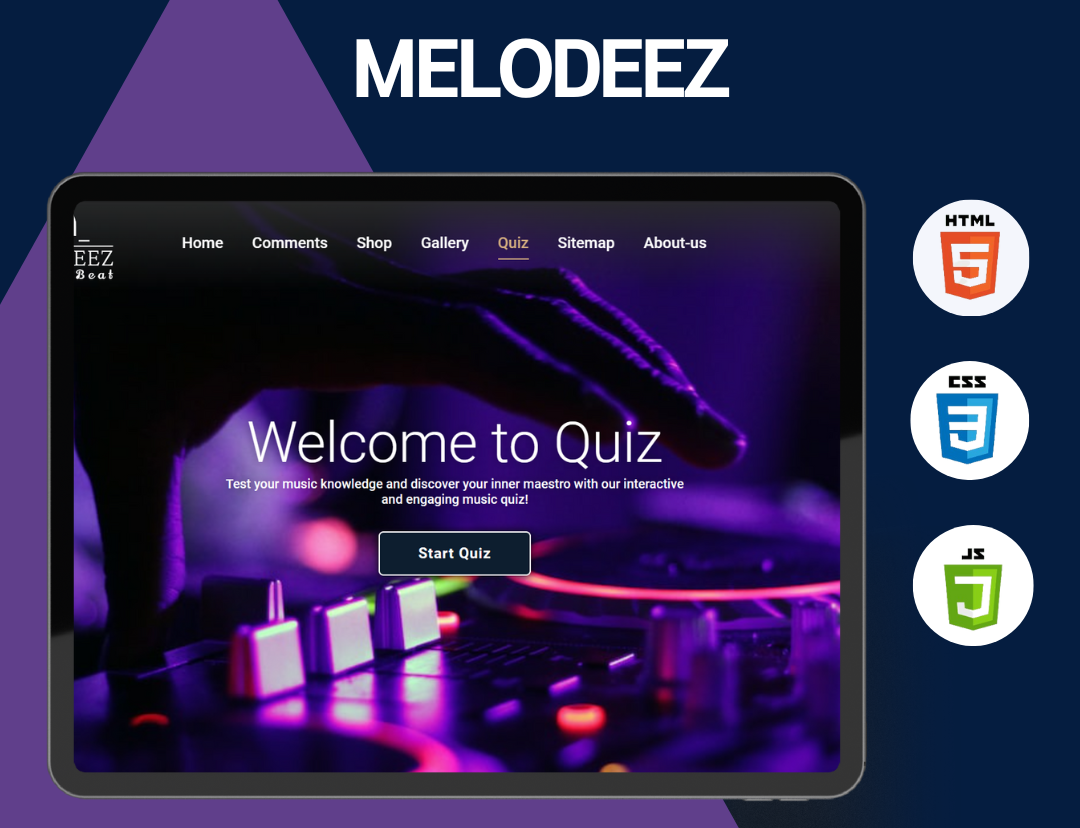 MELODEEZ
EEZ
Beat
Home Comments Shop Gallery Quiz Sitemap About-us
Welcome to Quiz
Test your music knowledge and discover your inner maestro with our interactive
and engaging music quiz!
Start Quiz
HTML
5
CSS
3
JS
J